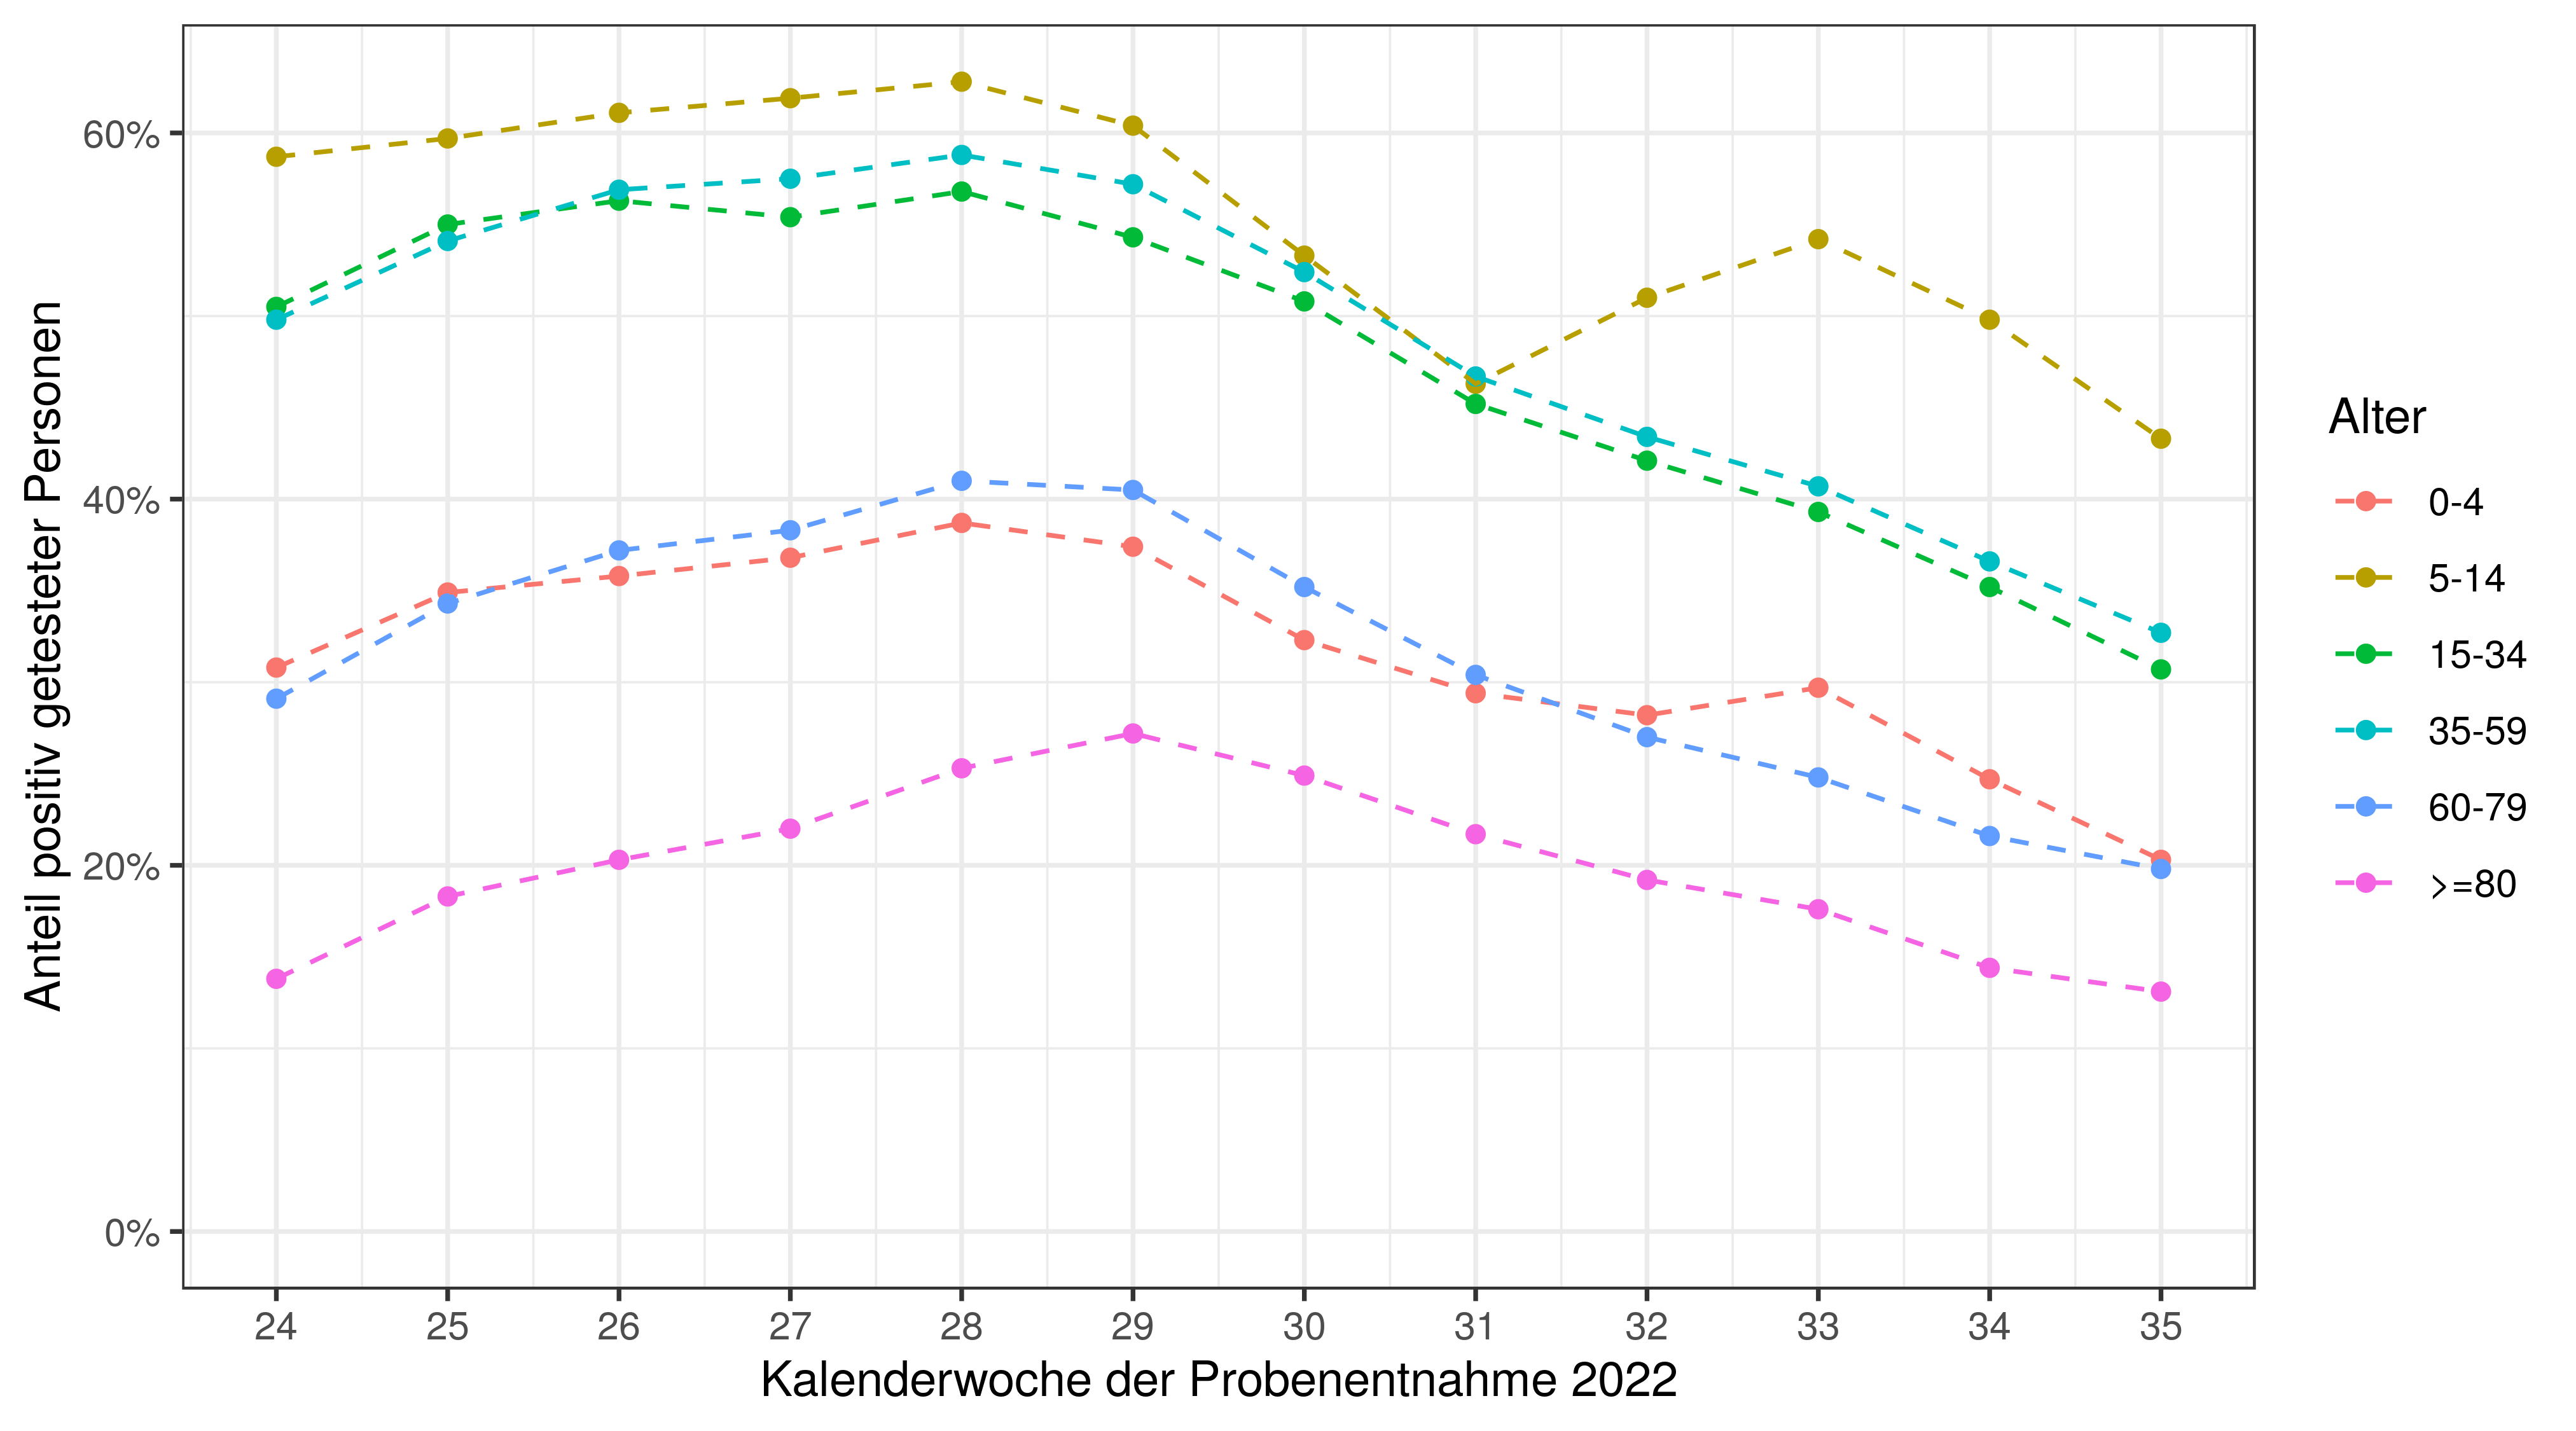 Anteil positiv getesteter Personen
60%
40%
20%
0%
24 25 26 27 28 29 30 31 32 33 34 35
Kalenderwoche der Probenentnahme 2022
Alter
0-4
5-14
15-34
35-59
60-79
>=80